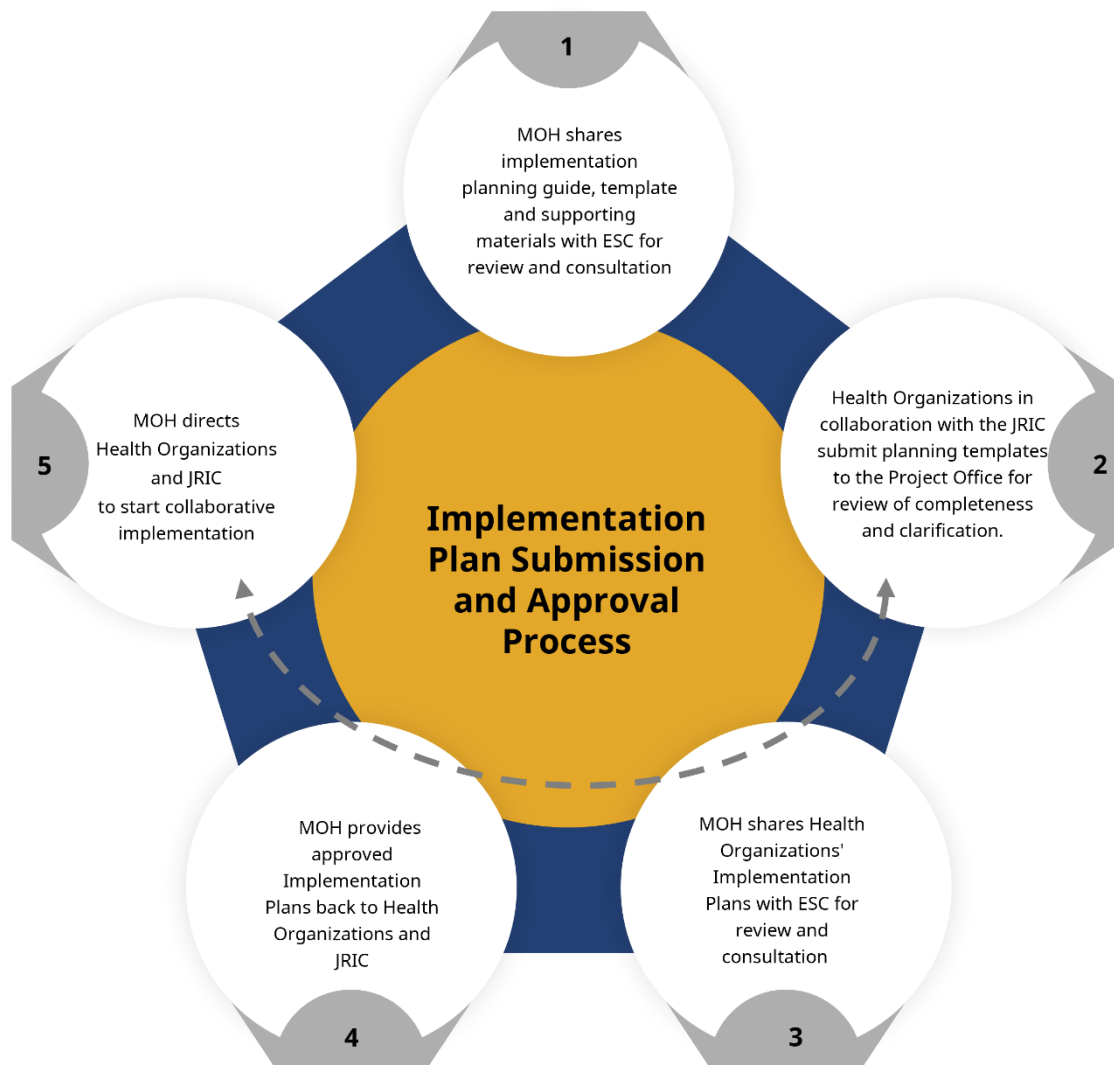 1
MOH shares
implementation
planning guide, template
and supporting
materials with ESC for
review and consultation
Health Organizations in
collaboration with the JRIC
submit planning templates
to the Project Office for
review of completeness
and clarification.
2
MOH shares Health
Organizations'
Implementation
Plans with ESC for
review and
consultation
3
MOH provides
approved
Implementation
Plans back to Health
Organizations and
JRIC
4
MOH directs
Health Organizations
and JRIC
to start collaborative
implementation
5
Implementation
Plan Submission
and Approval
Process